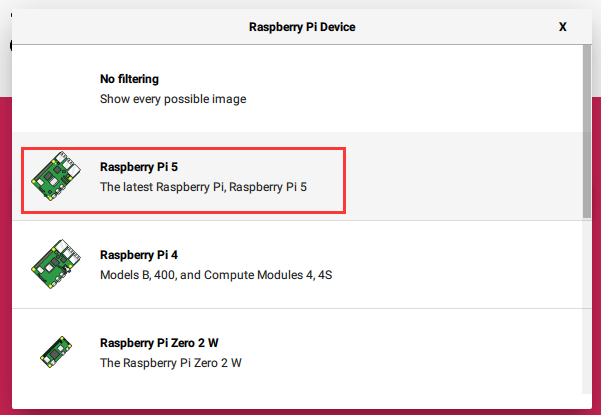 Raspberry Pi Device
X
No filtering
Show every possible image
Raspberry Pi 5
The latest Raspberry Pi, Raspberry Pi 5
Raspberry Pi 4
Models B, 400, and Compute Modules 4, 4S
Raspberry Pi Zero 2 W
The Raspberry Pi Zero 2 W